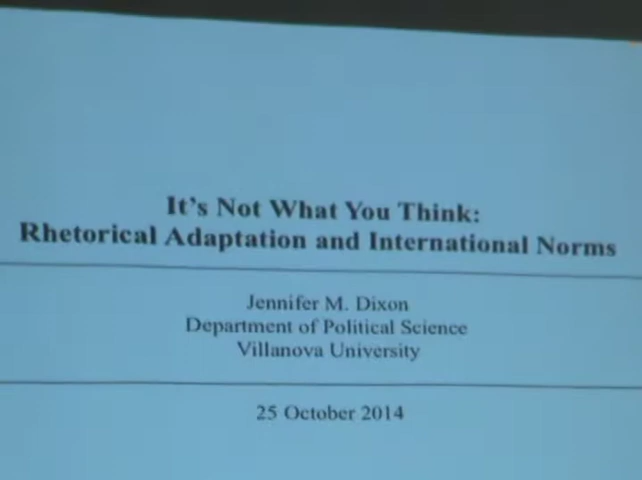 It's Not What You Think:
Rhetorical Adaptation and International Norms
Jennifer M. Dixon
Department of Political Science
Villanova University
25 October 2014